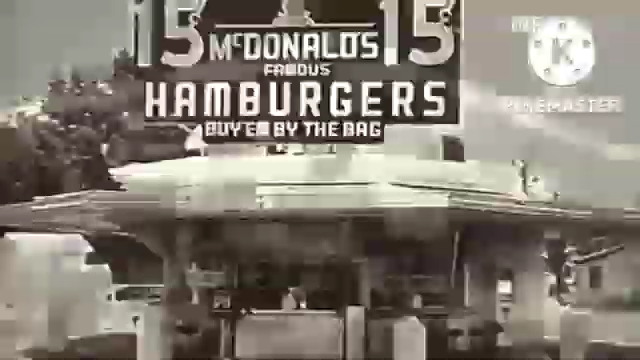 15¢ McDONALD'S 15¢
FAMOUS
HAMBURGERS
BUY'EM BY THE BAG
K
KINEMASTER